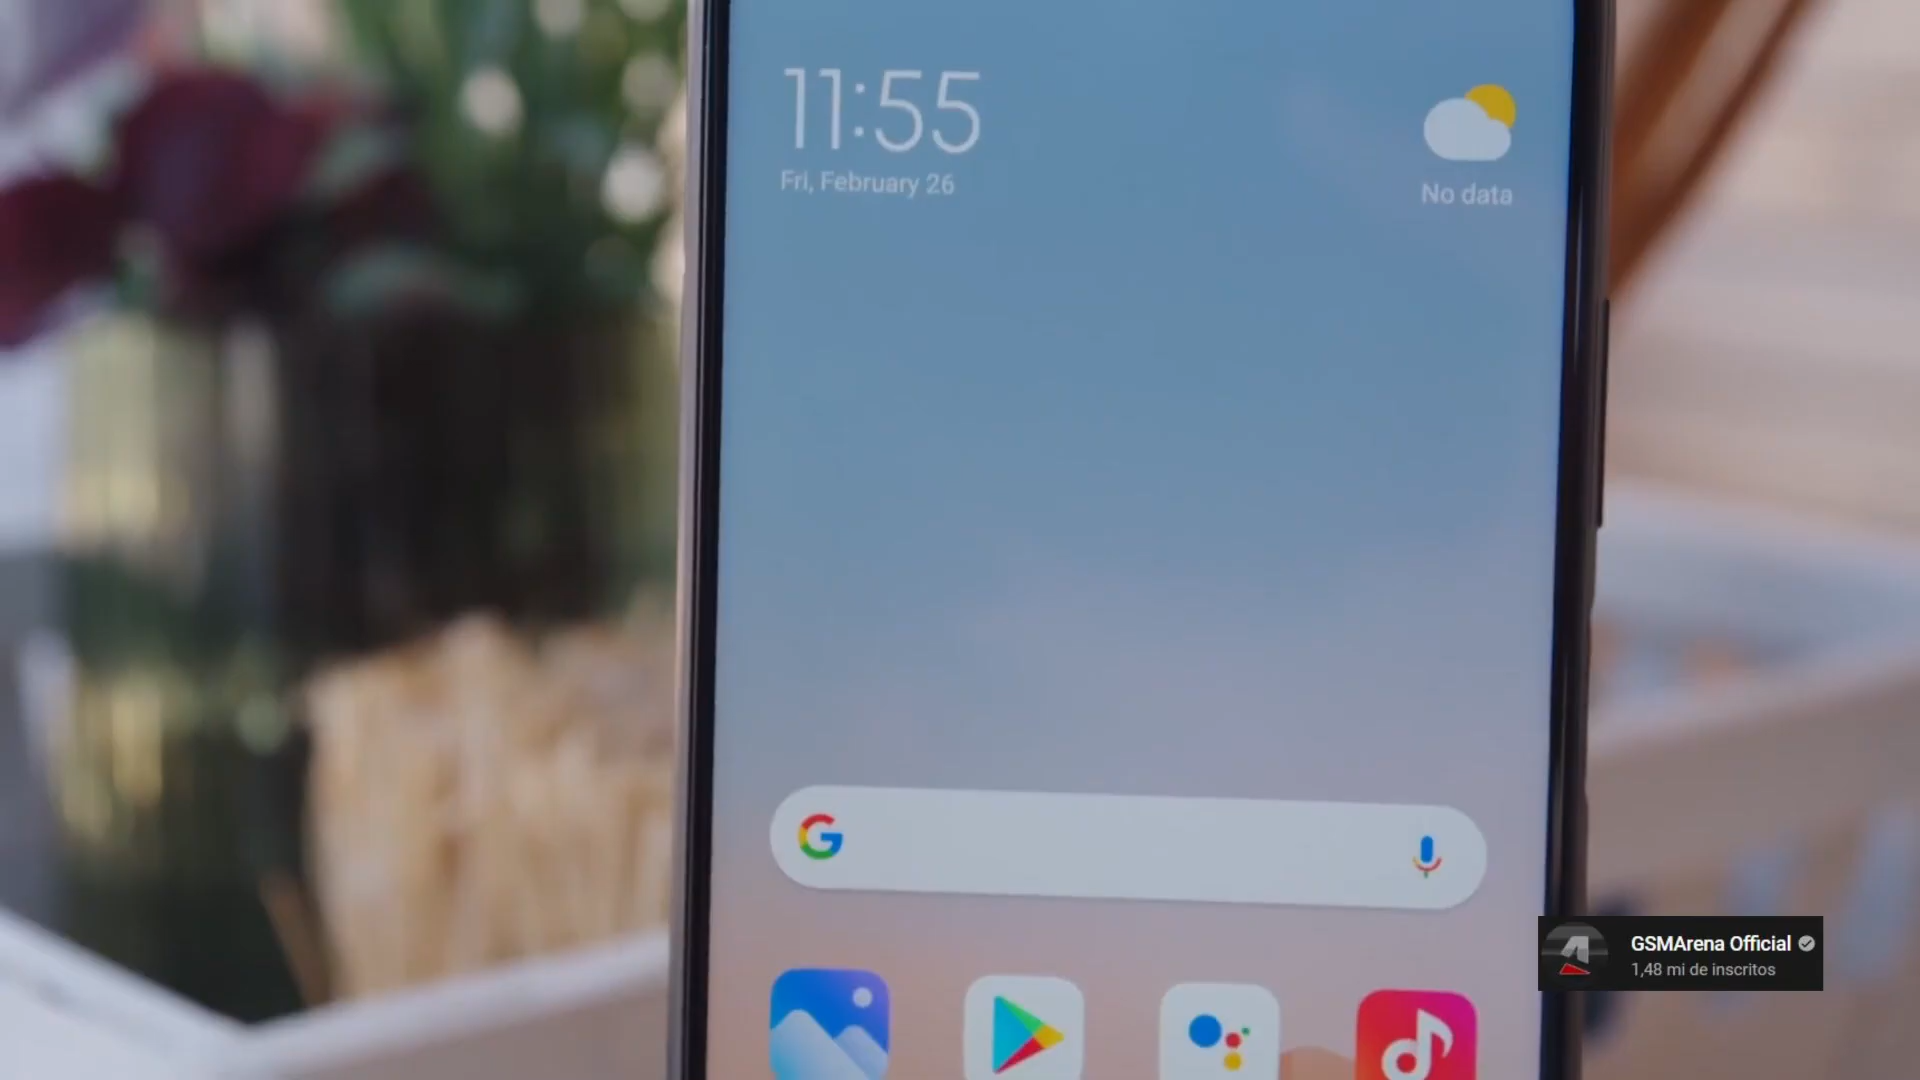 11:55
Fri, February 26
No data
GSMArena Official
1,48 mi de inscritos